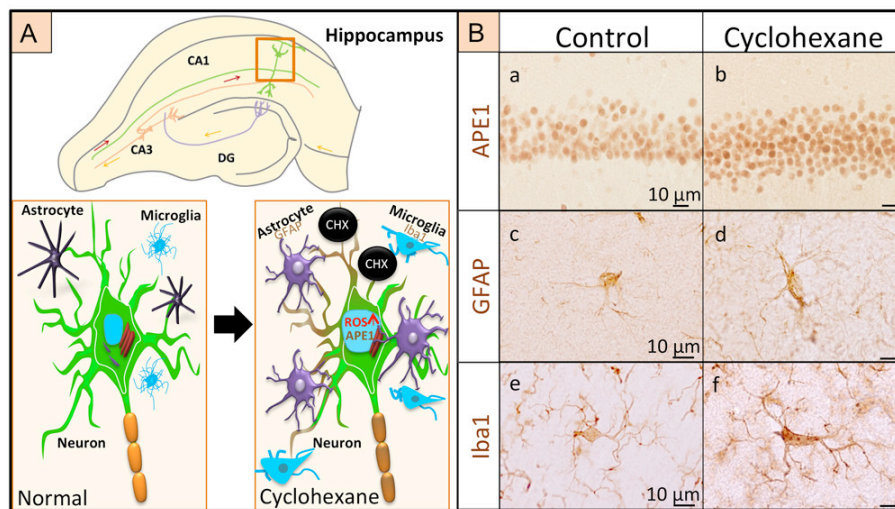 A
Hippocampus
CA1
CA3
DG
Astrocyte
Microglia
Neuron
Normal
Astrocyte
GFAP
CHX
CHX
Microglia
Iba1
ROS
APE1
Neuron
Cyclohexane
B
Control
Cyclohexane
APE1
a
10 µm
b
GFAP
c
10 µm
d
Iba1
e
10 µm
f